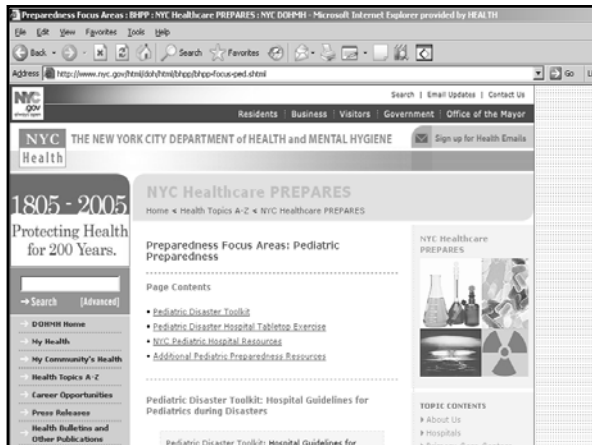 Preparedness Focus Areas : BHPP : NYC Healthcare PREPARES : NYC DOHMH - Microsoft Internet Explorer provided by HEALTH
File Edit View Favorites Tools Help
Back Search Favorites
Address http://www.nyc.gov/html/doh/html/bhpp/bhpp-focus-ped.shtml Go
NYC
.gov
always open
Search | Email Updates | Contact Us
Residents Business Visitors Government Office of the Mayor
NYC
Health
THE NEW YORK CITY DEPARTMENT of HEALTH and MENTAL HYGIENE
Sign up for Health Emails
1805 - 2005
Protecting Health
for 200 Years.
Search [Advanced]
DOHMH Home
My Health
My Community's Health
Health Topics A-Z
Career Opportunities
Press Releases
Health Bulletins and
Other Publications
NYC Healthcare PREPARES
Home < Health Topics A-Z < NYC Healthcare PREPARES
Preparedness Focus Areas: Pediatric
Preparedness
Page Contents
Pediatric Disaster Toolkit
Pediatric Disaster Hospital Tabletop Exercise
NYC Pediatric Hospital Resources
Additional Pediatric Preparedness Resources
Pediatric Disaster Toolkit: Hospital Guidelines for
Pediatrics during Disasters
Pediatric Disaster Toolkit: Hospital Guidelines for
NYC Healthcare
PREPARES
TOPIC CONTENTS
About Us
Hospitals